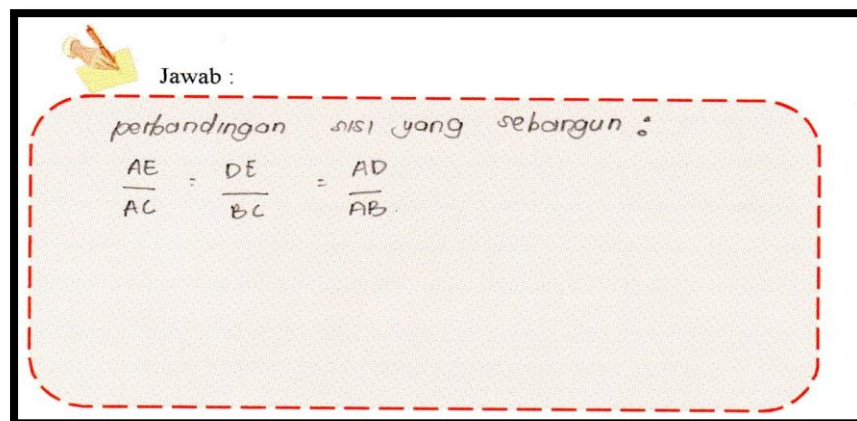 Jawab :
perbandingan sisi yang sebangun :
AE/AC = DE/BC = AD/AB.